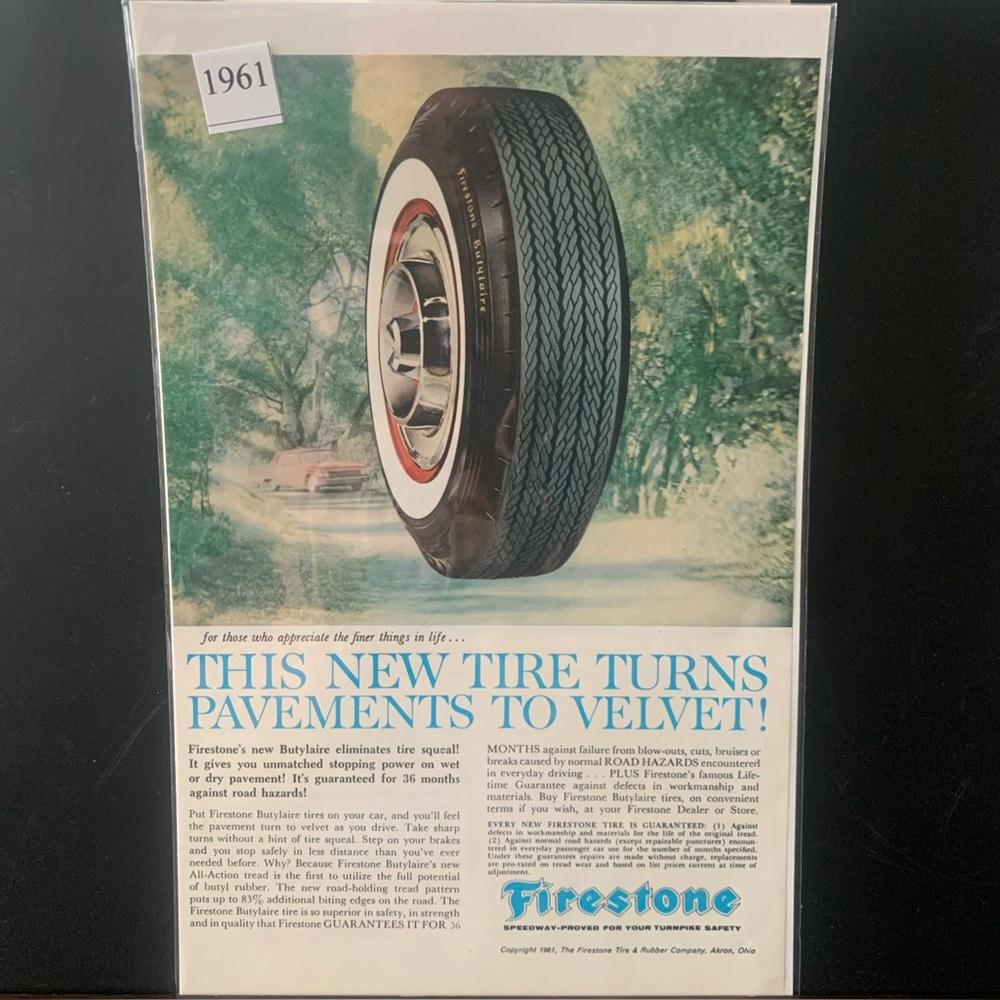 1961
Firestone Butylaire
for those who appreciate the finer things in life...
THIS NEW TIRE TURNS
PAVEMENTS TO VELVET!
Firestone's new Butylaire eliminates tire squeal!
It gives you unmatched stopping power on wet
or dry pavement! It's guaranteed for 36 months
against road hazards!
Put Firestone Butylaire tires on your car, and you'll feel
the pavement turn to velvet as you drive. Take sharp
turns without a hint of tire squeal. Step on your brakes
and you stop safely in less distance than you've ever
needed before. Why? Because Firestone Butylaire's new
All-Action tread is the first to utilize the full potential
of butyl rubber. The new road-holding tread pattern
puts up to 83% additional biting edges on the road. The
Firestone Butylaire tire is so superior in safety, in strength
and in quality that Firestone GUARANTEES IT FOR 36
MONTHS against failure from blow-outs, cuts, bruises or
breaks caused by normal ROAD HAZARDS encountered
in everyday driving . . . PLUS Firestone's famous Life-
time Guarantee against defects in workmanship and
materials. Buy Firestone Butylaire tires, on convenient
terms if you wish, at your Firestone Dealer or Store.
EVERY NEW FIRESTONE TIRE IS GUARANTEED: (1) Against
defects in workmanship and materials for the life of the original tread.
(2) Against normal road hazards (except repairable punctures) encoun-
tered in everyday passenger car use for the number of months specified.
Under these guarantees repairs are made without charge, replacements
are pro-rated on tread wear and based on list prices current at time of
adjustment.
Firestone
SPEEDWAY-PROVED FOR YOUR TURNPIKE SAFETY
Copyright 1961, The Firestone Tire & Rubber Company, Akron, Ohio